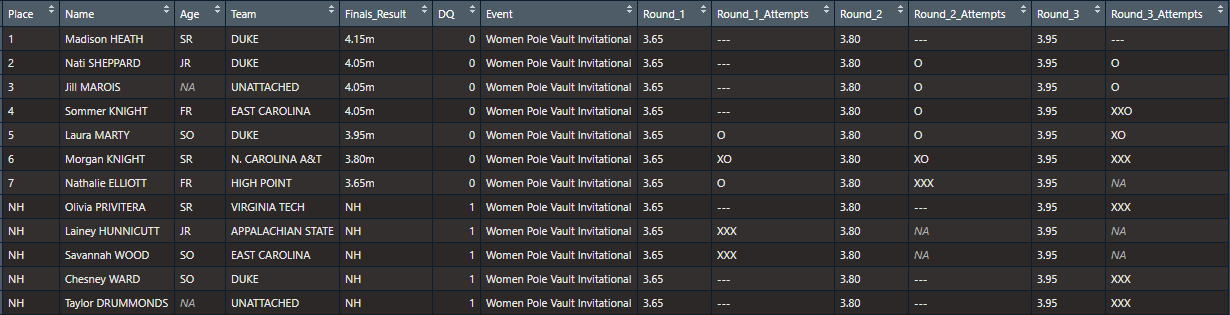 Place Name Age Team Finals_Result DQ Event Round_1 Round_1_Attempts Round_2 Round_2_Attempts Round_3 Round_3_Attempts
1 Madison HEATH SR DUKE 4.15m 0 Women Pole Vault Invitational 3.65 --- 3.80 --- 3.95 ---
2 Nati SHEPPARD JR DUKE 4.05m 0 Women Pole Vault Invitational 3.65 --- 3.80 O 3.95 O
3 Jill MAROIS NA UNATTACHED 4.05m 0 Women Pole Vault Invitational 3.65 --- 3.80 O 3.95 O
4 Sommer KNIGHT FR EAST CAROLINA 4.05m 0 Women Pole Vault Invitational 3.65 --- 3.80 O 3.95 XXO
5 Laura MARTY SO DUKE 3.95m 0 Women Pole Vault Invitational 3.65 O 3.80 O 3.95 XO
6 Morgan KNIGHT SR N. CAROLINA A&T 3.80m 0 Women Pole Vault Invitational 3.65 XO 3.80 XO 3.95 XXX
7 Nathalie ELLIOTT FR HIGH POINT 3.65m 0 Women Pole Vault Invitational 3.65 O 3.80 XXX 3.95 NA
NH Olivia PRIVITERA SR VIRGINIA TECH NH 1 Women Pole Vault Invitational 3.65 --- 3.80 --- 3.95 XXX
NH Lainey HUNNICUTT JR APPALACHIAN STATE NH 1 Women Pole Vault Invitational 3.65 XXX 3.80 NA 3.95 NA
NH Savannah WOOD SO EAST CAROLINA NH 1 Women Pole Vault Invitational 3.65 XXX 3.80 NA 3.95 NA
NH Chesney WARD SO DUKE NH 1 Women Pole Vault Invitational 3.65 --- 3.80 --- 3.95 XXX
NH Taylor DRUMMONDS NA UNATTACHED NH 1 Women Pole Vault Invitational 3.65 --- 3.80 --- 3.95 XXX